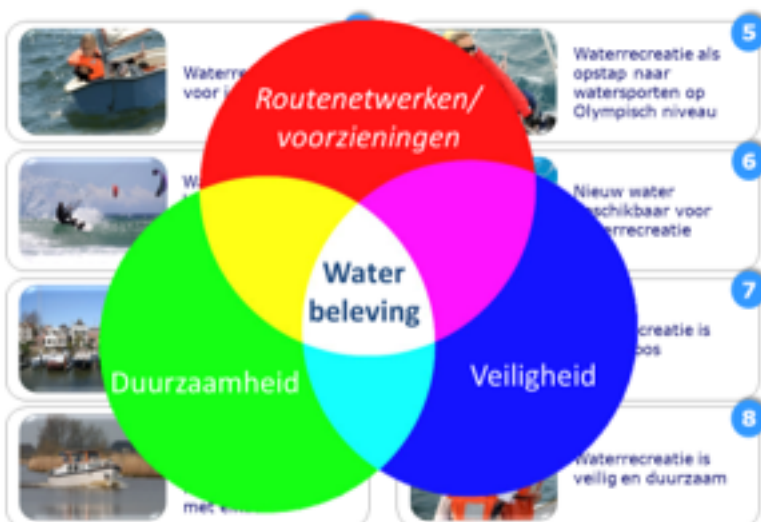 5
Waterrecreatie als
opstap naar
watersporten op
Olympisch niveau
Routenetwerken/
voorzieningen
6
Nieuw water
voor
7
Water
beleving
Duurzaamheid
Veiligheid
8
Waterrecreatie is
veilig en duurzaam
met